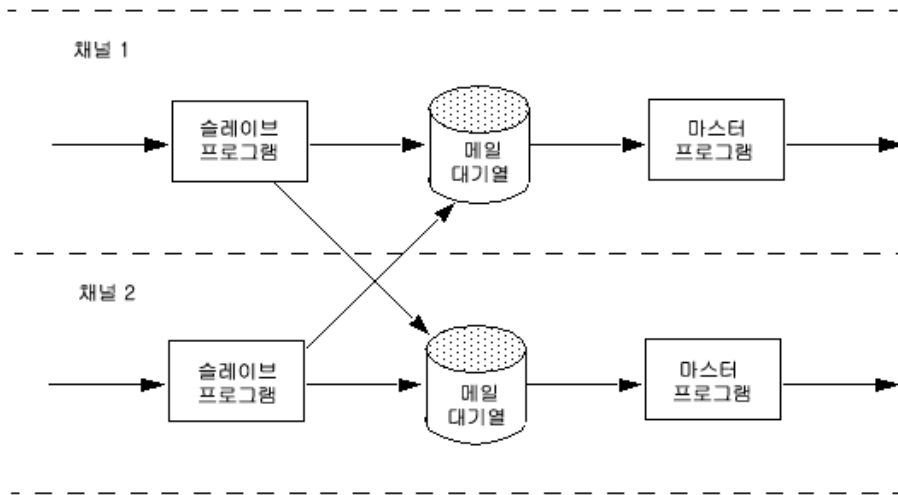 채널 1
슬레이브
프로그램
메일
대기열
마스터
프로그램
채널 2
슬레이브
프로그램
메일
대기열
마스터
프로그램